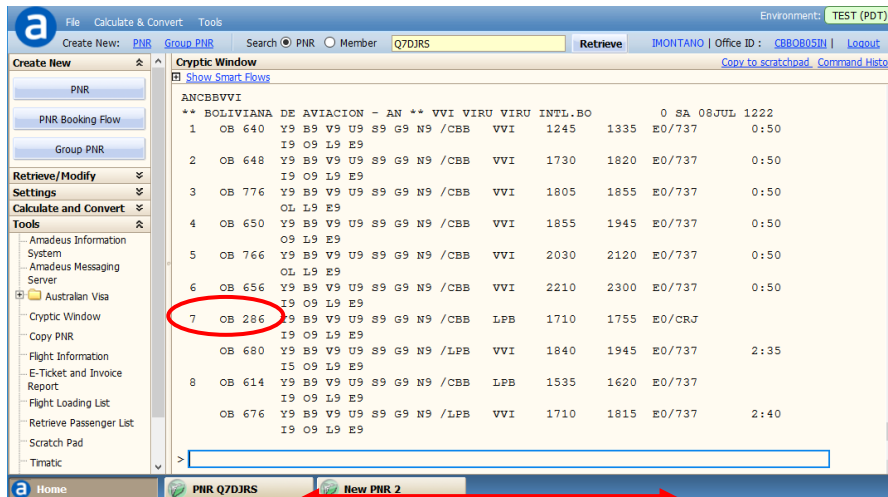 Environment: TEST (PDT)
a File Calculate & Convert Tools
Create New: PNR Group PNR Search PNR Member Q7DJRS Retrieve IMONTANO | Office ID : CBBOB05IN | Logout
Create New
PNR
PNR Booking Flow
Group PNR
Retrieve/Modify
Settings
Calculate and Convert
Tools
Amadeus Information
System
Amadeus Messaging
Server
Australian Visa
Cryptic Window
Copy PNR
Flight Information
E-Ticket and Invoice
Report
Flight Loading List
Retrieve Passenger List
Scratch Pad
Timatic
Cryptic Window Copy to scratchpad Command Histo
Show Smart Flows
ANCBBVVI
** BOLIVIANA DE AVIACION - AN ** VVI VIRU VIRU INTL.BO 0 SA 08JUL 1222
1 OB 640 Y9 B9 V9 U9 S9 G9 N9 /CBB VVI 1245 1335 E0/737 0:50
I9 O9 L9 E9
2 OB 648 Y9 B9 V9 U9 S9 G9 N9 /CBB VVI 1730 1820 E0/737 0:50
I9 O9 L9 E9
3 OB 776 Y9 B9 V9 U9 S9 G9 N9 /CBB VVI 1805 1855 E0/737 0:50
OL L9 E9
4 OB 650 Y9 B9 V9 U9 S9 G9 N9 /CBB VVI 1855 1945 E0/737 0:50
O9 L9 E9
5 OB 766 Y9 B9 V9 U9 S9 G9 N9 /CBB VVI 2030 2120 E0/737 0:50
OL L9 E9
6 OB 656 Y9 B9 V9 U9 S9 G9 N9 /CBB VVI 2210 2300 E0/737 0:50
I9 O9 L9 E9
7 OB 286 Y9 B9 V9 U9 S9 G9 N9 /CBB LPB 1710 1755 E0/CRJ
I9 O9 L9 E9
OB 680 Y9 B9 V9 U9 S9 G9 N9 /LPB VVI 1840 1945 E0/737 2:35
I5 O9 L9 E9
8 OB 614 Y9 B9 V9 U9 S9 G9 N9 /CBB LPB 1535 1620 E0/737
I9 O9 L9 E9
OB 676 Y9 B9 V9 U9 S9 G9 N9 /LPB VVI 1710 1815 E0/737 2:40
I9 O9 L9 E9
>
a Home PNR Q7DJRS New PNR 2